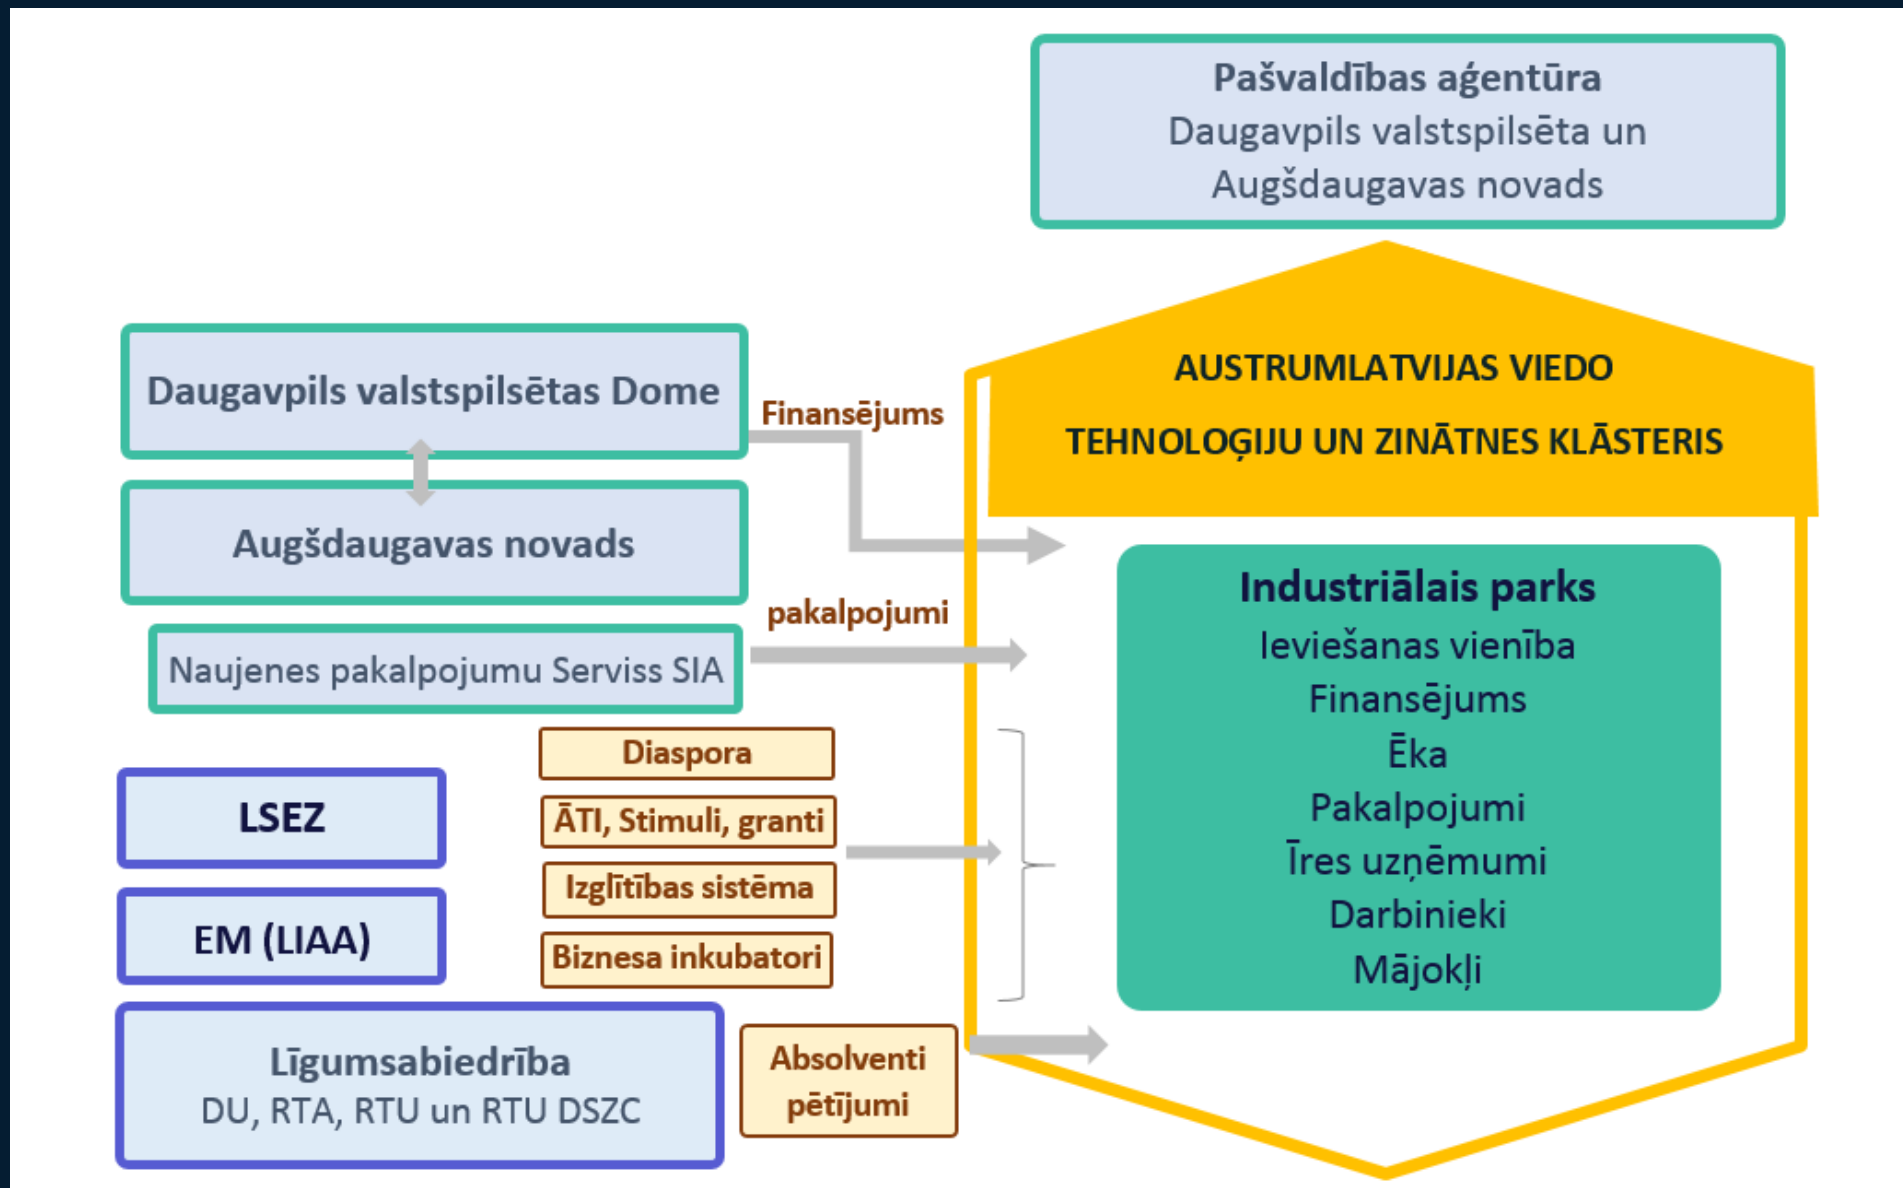 Pašvaldības aģentūra
Daugavpils valstspilsēta un
Augšdaugavas novads
AUSTRUMLATVIJAS VIEDO
TEHNOLOĢIJU UN ZINĀTNES KLĀSTERIS
Daugavpils valstspilsētas Dome
Finansējums
Augšdaugavas novads
pakalpojumi
Naujenes pakalpojumu Serviss SIA
Diaspora
ĀTI, Stimuli, granti
Izglītības sistēma
Biznesa inkubatori
LSEZ
EM (LIAA)
Līgumsabiedrība
DU, RTA, RTU un RTU DSZC
Absolventi
pētījumi
Industriālais parks
Ieviešanas vienība
Finansējums
Ēka
Pakalpojumi
Īres uzņēmumi
Darbinieki
Mājokļi